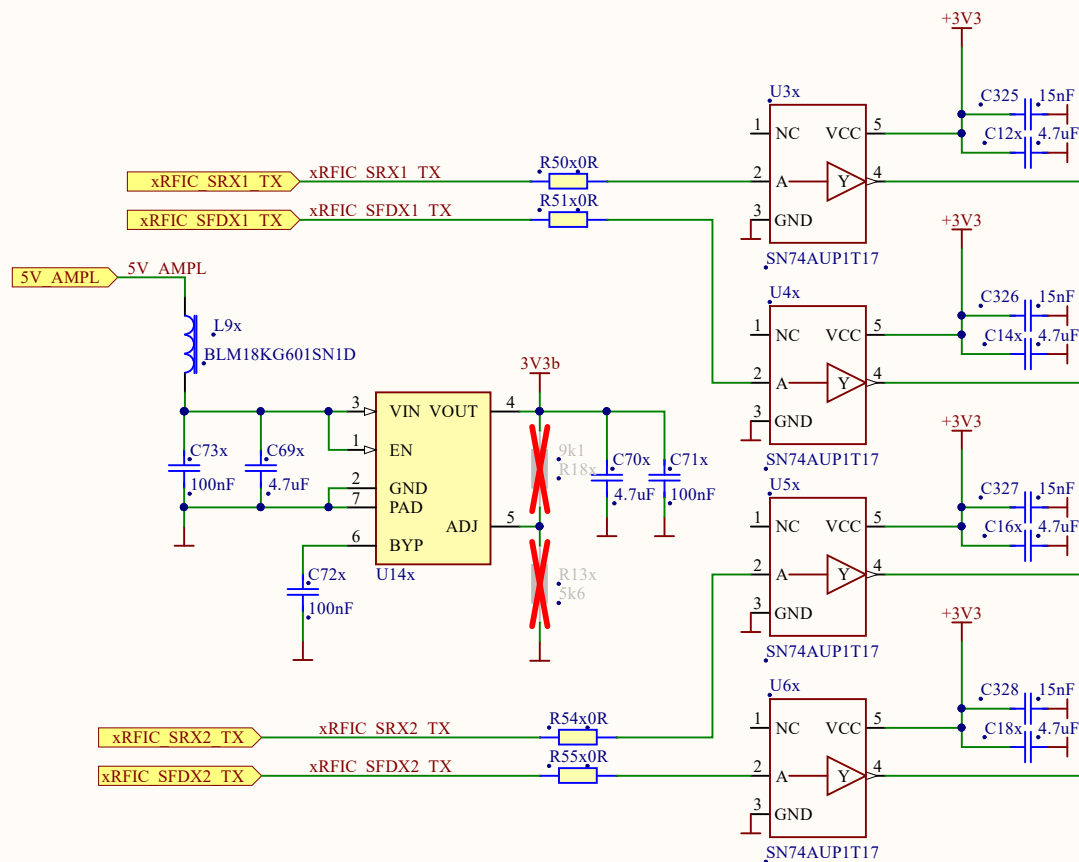 +3V3
U3x
C325 15nF
1 NC VCC 5
C12x 4.7uF
R50x0R
xRFIC_SRX1_TX xRFIC_SRX1_TX
2 A Y 4
R51x0R
xRFIC_SFDX1_TX xRFIC_SFDX1_TX
3 GND
SN74AUP1T17
+3V3
5V_AMPL 5V_AMPL
U4x
C326 15nF
1 NC VCC 5
C14x 4.7uF
L9x
BLM18KG601SN1D
2 A Y 4
3 GND
SN74AUP1T17
3V3b
3 VIN VOUT 4
1 EN
2 GND
7 PAD
ADJ 5
6 BYP
U14x
C73x
100nF
C69x
4.7uF
9k1
R18x
C70x
4.7uF
C71x
100nF
C72x
100nF
R13x
5k6
+3V3
U5x
C327 15nF
1 NC VCC 5
C16x 4.7uF
2 A Y 4
3 GND
SN74AUP1T17
+3V3
U6x
C328 15nF
1 NC VCC 5
C18x 4.7uF
R54x0R
xRFIC_SRX2_TX xRFIC_SRX2_TX
R55x0R
xRFIC_SFDX2_TX xRFIC_SFDX2_TX
2 A Y 4
3 GND
SN74AUP1T17